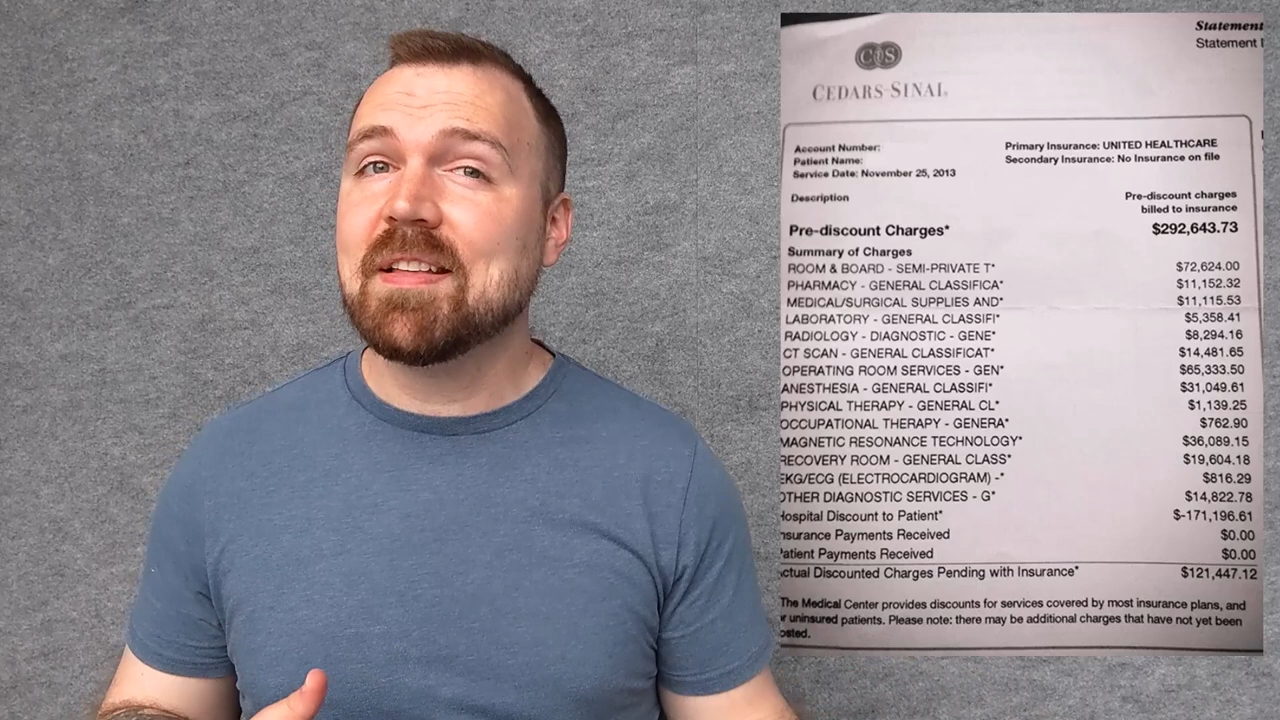 Statement
Statement
CS
CEDARS-SINAI.
Account Number:
Primary Insurance: UNITED HEALTHCARE
Patient Name:
Secondary Insurance: No Insurance on file
Service Date: November 25, 2013
Description
Pre-discount charges
billed to insurance
Pre-discount Charges* $292,643.73
Summary of Charges
ROOM & BOARD - SEMI-PRIVATE T* $72,624.00
PHARMACY - GENERAL CLASSIFICA* $11,152.32
MEDICAL/SURGICAL SUPPLIES AND* $11,115.53
LABORATORY - GENERAL CLASSIFI* $5,358.41
RADIOLOGY - DIAGNOSTIC - GENE* $8,294.16
CT SCAN - GENERAL CLASSIFICAT* $14,481.65
OPERATING ROOM SERVICES - GEN* $65,333.50
ANESTHESIA - GENERAL CLASSIFI* $31,049.61
PHYSICAL THERAPY - GENERAL CL* $1,139.25
OCCUPATIONAL THERAPY - GENERA* $762.90
MAGNETIC RESONANCE TECHNOLOGY* $36,089.15
RECOVERY ROOM - GENERAL CLASS* $19,604.18
EKG/ECG (ELECTROCARDIOGRAM) -* $816.29
OTHER DIAGNOSTIC SERVICES - G* $14,822.78
Hospital Discount to Patient* $-171,196.61
nsurance Payments Received $0.00
atient Payments Received $0.00
ctual Discounted Charges Pending with Insurance* $121,447.12
The Medical Center provides discounts for services covered by most insurance plans, and
r uninsured patients. Please note: there may be additional charges that have not yet been
osted.